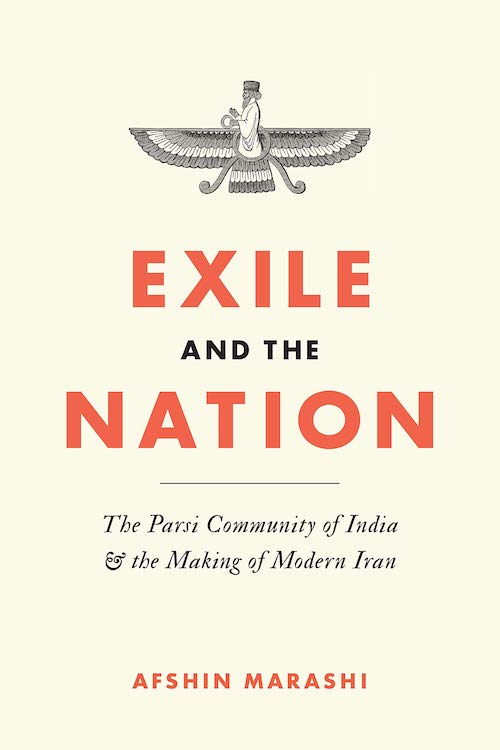 EXILE
AND THE
NATION
The Parsi Community of India
& the Making of Modern Iran
AFSHIN MARASHI